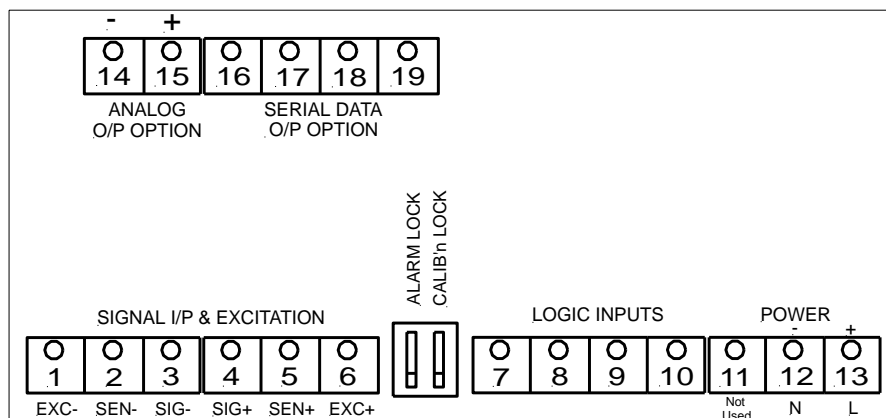 - +
14 15 16 17 18 19
ANALOG O/P OPTION
SERIAL DATA O/P OPTION
ALARM LOCK
CALIB'n LOCK
SIGNAL I/P & EXCITATION
LOGIC INPUTS
POWER
- +
1 2 3 4 5 6 7 8 9 10 11 12 13
EXC- SEN- SIG- SIG+ SEN+ EXC+ Not Used N L